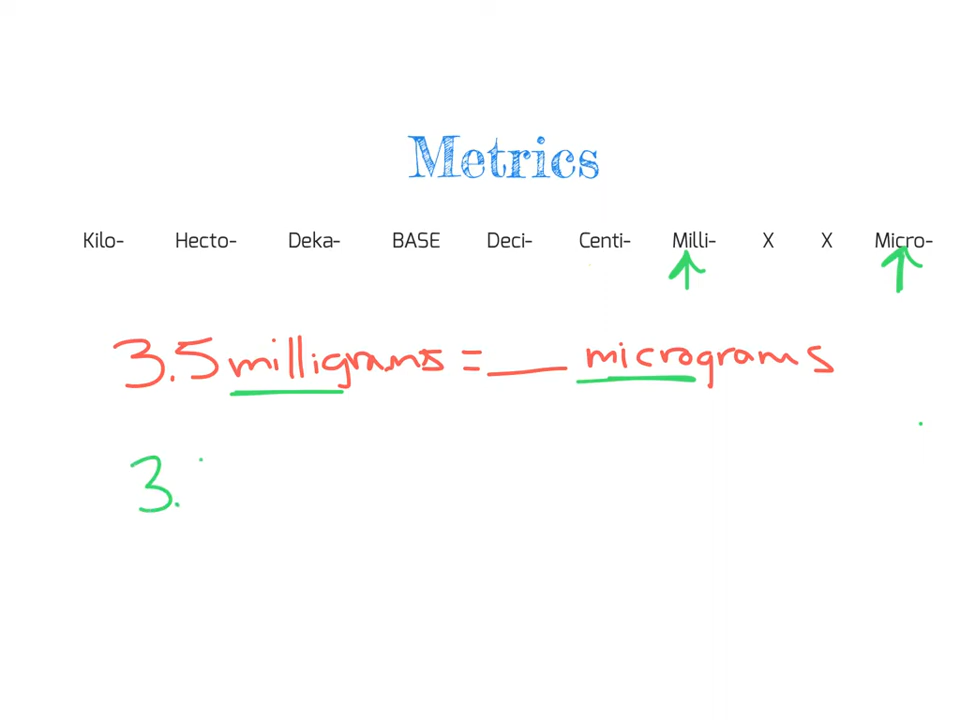 Metrics
Kilo- Hecto- Deka- BASE Deci- Centi- Milli- X X Micro-
3.5 milligrams = ___ micrograms
3.